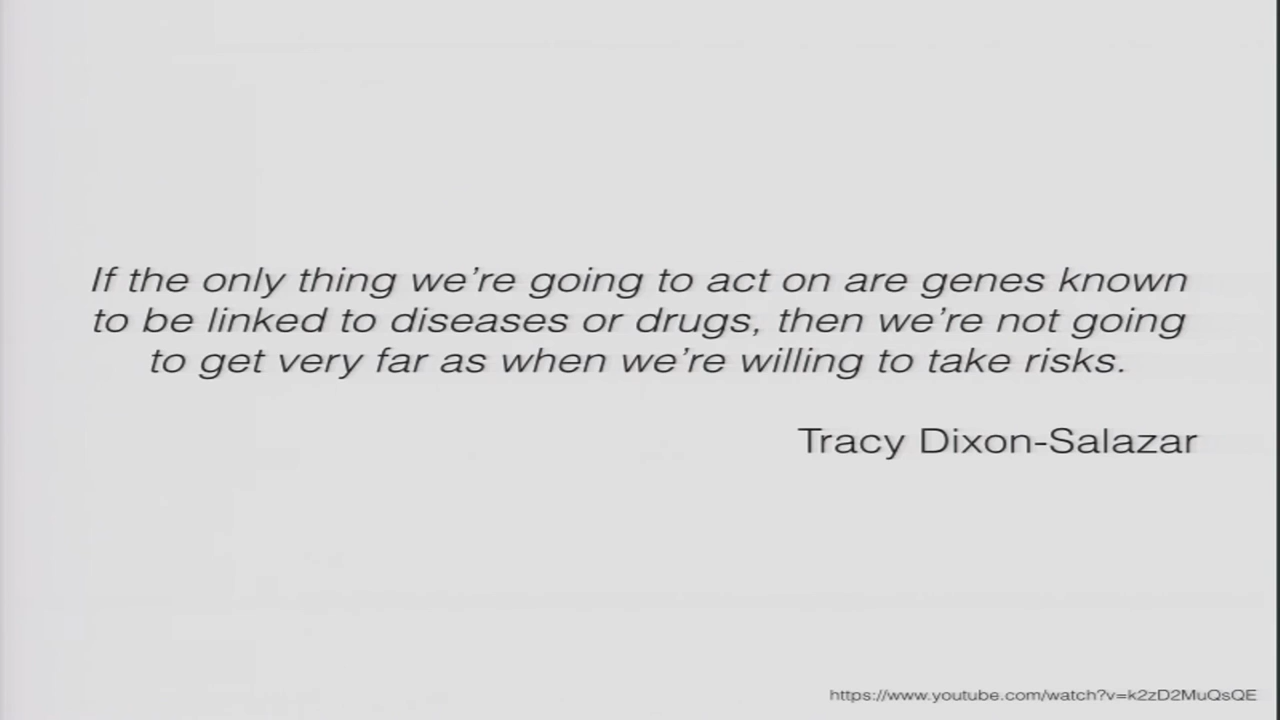 If the only thing we’re going to act on are genes known
to be linked to diseases or drugs, then we’re not going
to get very far as when we’re willing to take risks.
Tracy Dixon-Salazar
https://www.youtube.com/watch?v=k2zD2MuQsQE